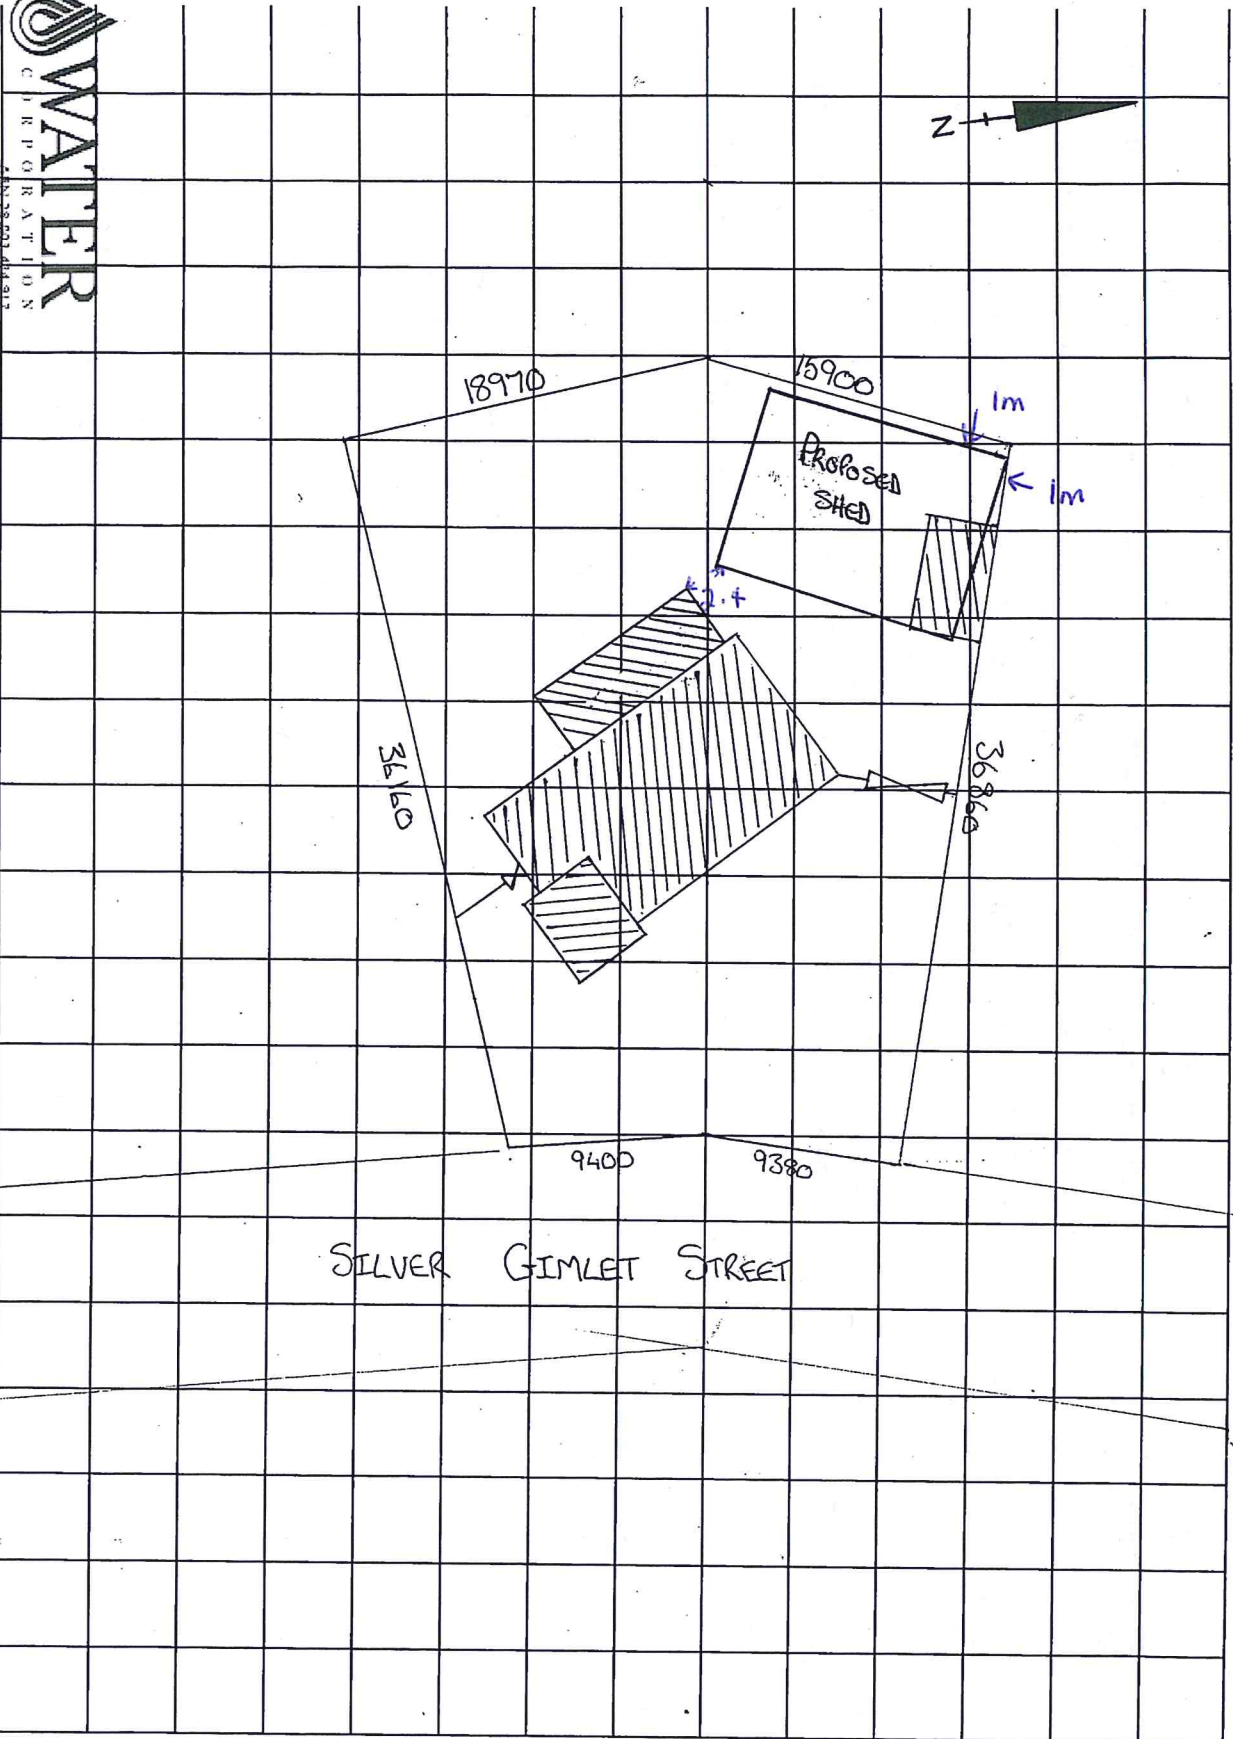 WATER
CORPORATION
N
18970
15900
1m
PROPOSED
SHED
1m
2.4
36160
36860
9400
9380
SILVER GIMLET STREET